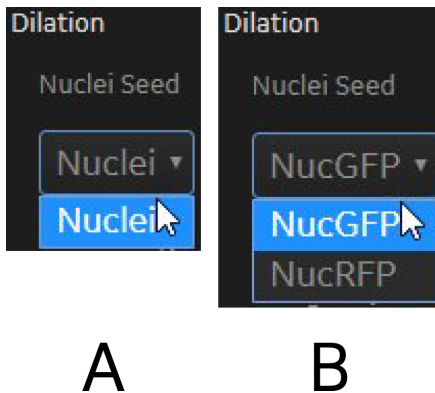 Dilation
Nuclei Seed
Nuclei
Nuclei
A
Dilation
Nuclei Seed
NucGFP
NucGFP
NucRFP
B